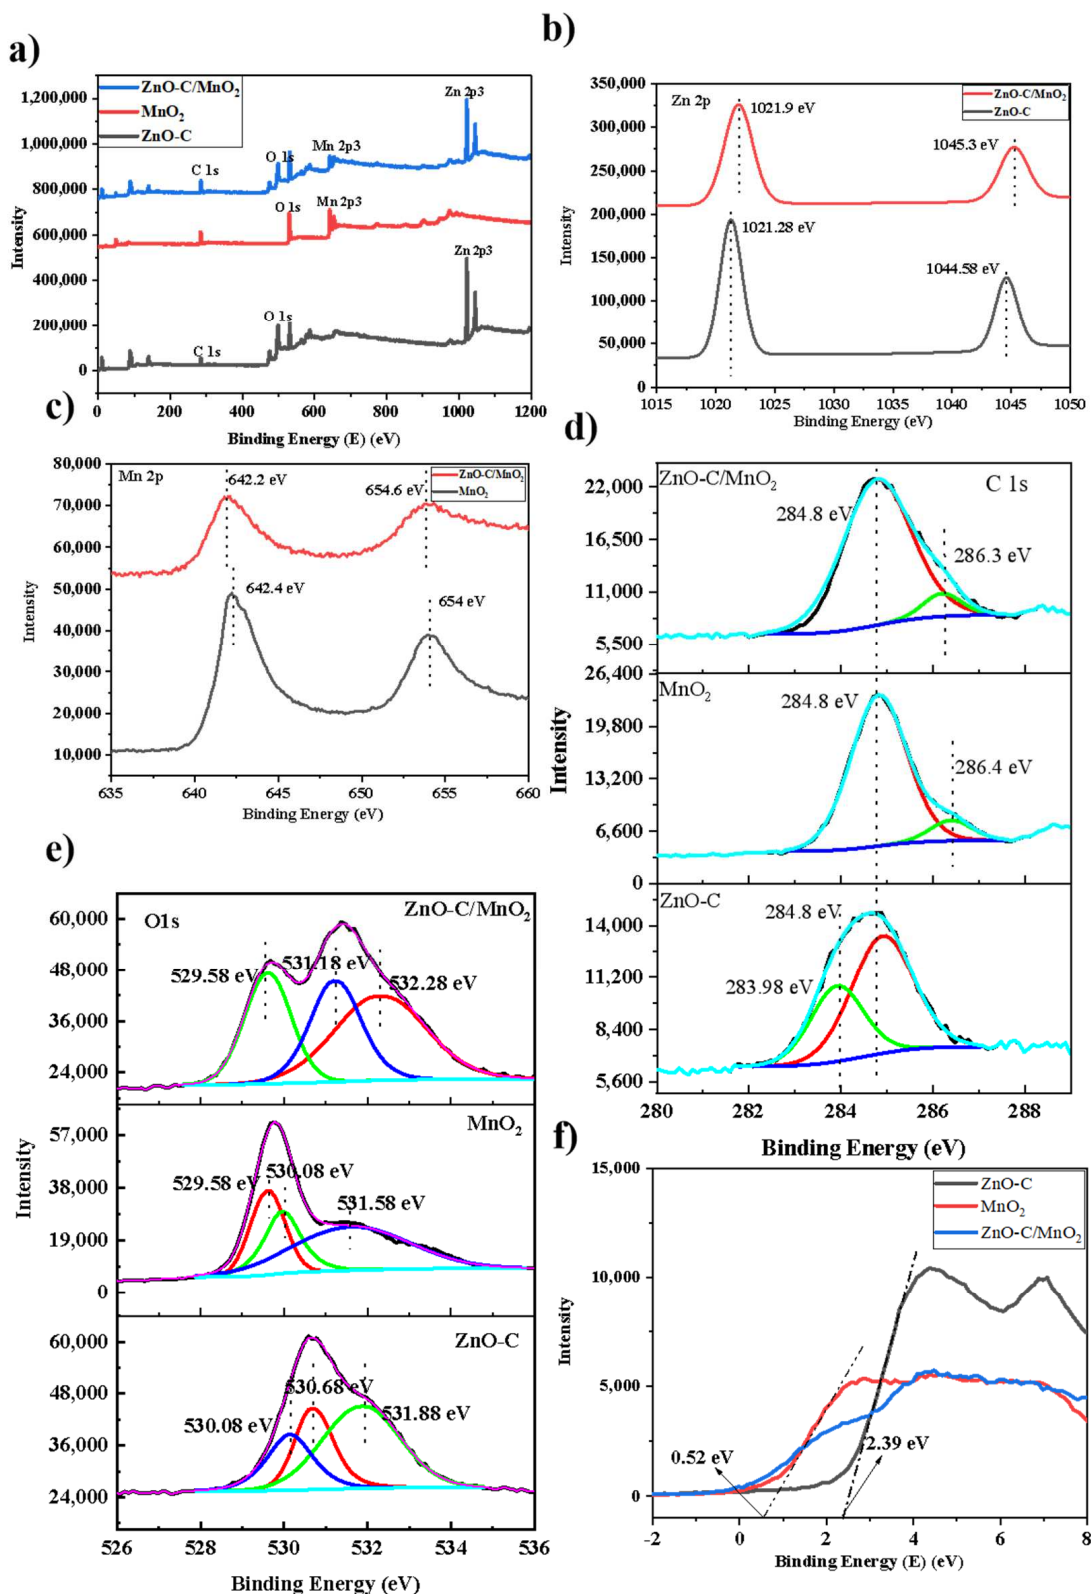 a)
ZnO-C/MnO₂
MnO₂
ZnO-C
Zn 2p3
C 1s
O 1s
Mn 2p3
O 1s
Mn 2p3
Zn 2p3
O 1s
C 1s
1,200,000
1,000,000
800,000
600,000
400,000
200,000
0
Intensity
0 200 400 600 800 1000 1200
Binding Energy (E) (eV)
b)
Zn 2p
ZnO-C/MnO₂
ZnO-C
1021.9 eV
1045.3 eV
1021.28 eV
1044.58 eV
350,000
300,000
250,000
200,000
150,000
100,000
50,000
0
Intensity
1015 1020 1025 1030 1035 1040 1045 1050
Binding Energy (eV)
c)
Mn 2p
ZnO-C/MnO₂
MnO₂
642.2 eV
654.6 eV
642.4 eV
654 eV
80,000
70,000
60,000
50,000
40,000
30,000
20,000
10,000
Intensity
635 640 645 650 655 660
Binding Energy (eV)
d)
ZnO-C/MnO₂
C 1s
284.8 eV
286.3 eV
22,000
16,500
11,000
5,500
26,400
MnO₂
284.8 eV
286.4 eV
19,800
13,200
6,600
0
ZnO-C
284.8 eV
283.98 eV
14,000
11,200
8,400
5,600
Intensity
280 282 284 286 288
Binding Energy (eV)
e)
O1s
ZnO-C/MnO₂
529.58 eV
531.18 eV
532.28 eV
60,000
48,000
36,000
24,000
MnO₂
529.58 eV
530.08 eV
531.58 eV
57,000
38,000
19,000
0
ZnO-C
530.08 eV
530.68 eV
531.88 eV
60,000
48,000
36,000
24,000
Intensity
526 528 530 532 534 536
Binding Energy (eV)
f)
ZnO-C
MnO₂
ZnO-C/MnO₂
0.52 eV
2.39 eV
15,000
10,000
5,000
0
Intensity
-2 0 2 4 6 8
Binding Energy (E) (eV)